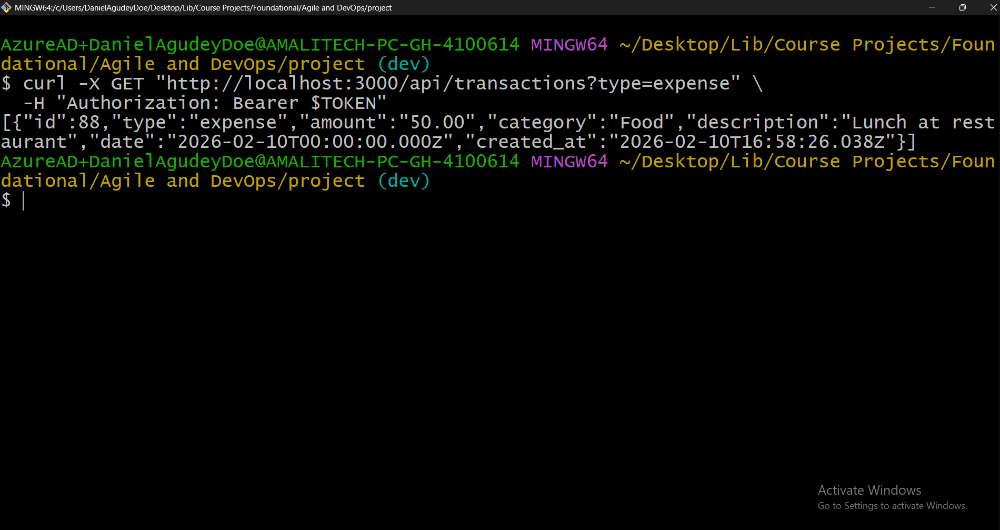 MINGW64:/c/Users/DanielAgudeyDoe/Desktop/Lib/Course Projects/Foundational/Agile and DevOps/project
AzureAD+DanielAgudeyDoe@AMALITECH-PC-GH-4100614 MINGW64 ~/Desktop/Lib/Course Projects/Foun
dational/Agile and DevOps/project (dev)
$ curl -X GET "http://localhost:3000/api/transactions?type=expense" \
  -H "Authorization: Bearer $TOKEN"
[{"id":88,"type":"expense","amount":"50.00","category":"Food","description":"Lunch at rest
aurant","date":"2026-02-10T00:00:00.000Z","created_at":"2026-02-10T16:58:26.038Z"}]
AzureAD+DanielAgudeyDoe@AMALITECH-PC-GH-4100614 MINGW64 ~/Desktop/Lib/Course Projects/Foun
dational/Agile and DevOps/project (dev)
$
Activate Windows
Go to Settings to activate Windows.